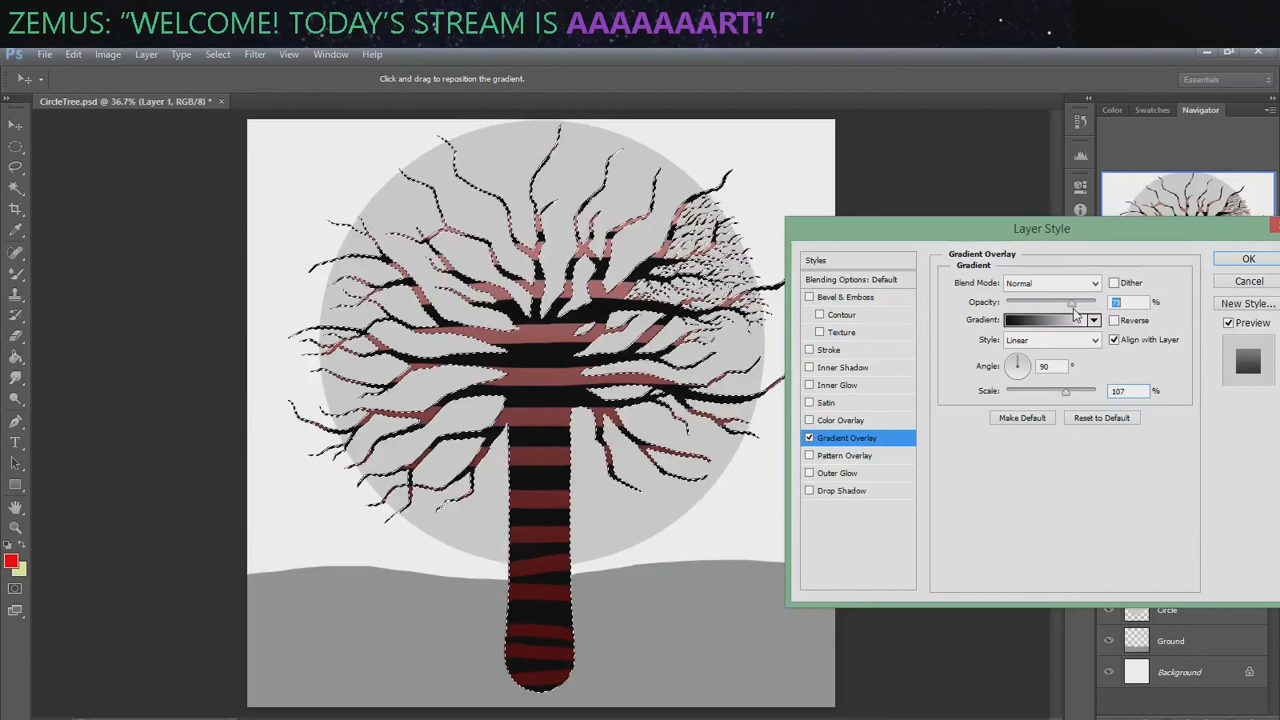 ZEMUS: “WELCOME! TODAY’S STREAM IS AAAAAAART!”
Ps File Edit Image Layer Type Select Filter View Window Help
Click and drag to reposition the gradient.
Essentials
CircleTree.psd @ 36.7% (Layer 1, RGB/8) *
Color Swatches Navigator
Layer Style
Styles
Blending Options: Default
Bevel & Emboss
Contour
Texture
Stroke
Inner Shadow
Inner Glow
Satin
Color Overlay
Gradient Overlay
Pattern Overlay
Outer Glow
Drop Shadow
Gradient Overlay
Gradient
Blend Mode: Normal Dither
Opacity: 73 %
Gradient: Reverse
Style: Linear Align with Layer
Angle: 90 °
Scale: 107 %
Make Default Reset to Default
OK
Cancel
New Style...
Preview
Circle
Ground
Background